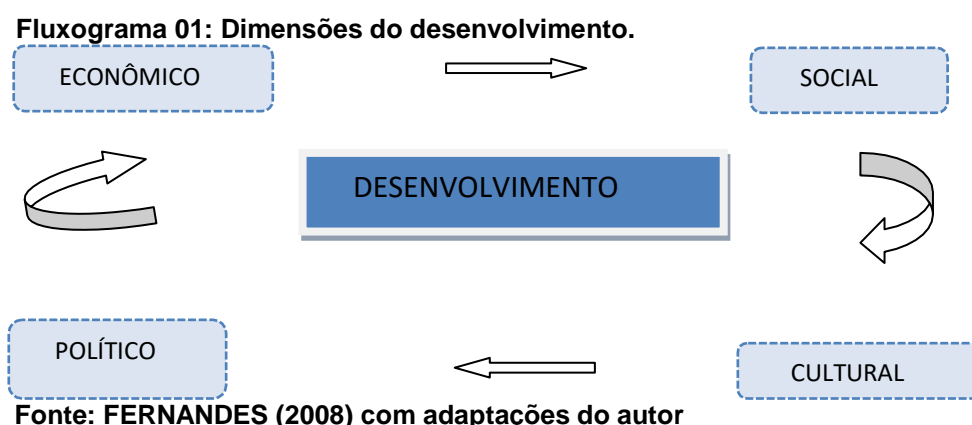 Fluxograma 01: Dimensões do desenvolvimento.
ECONÔMICO
SOCIAL
DESENVOLVIMENTO
POLÍTICO
CULTURAL
Fonte: FERNANDES (2008) com adaptações do autor